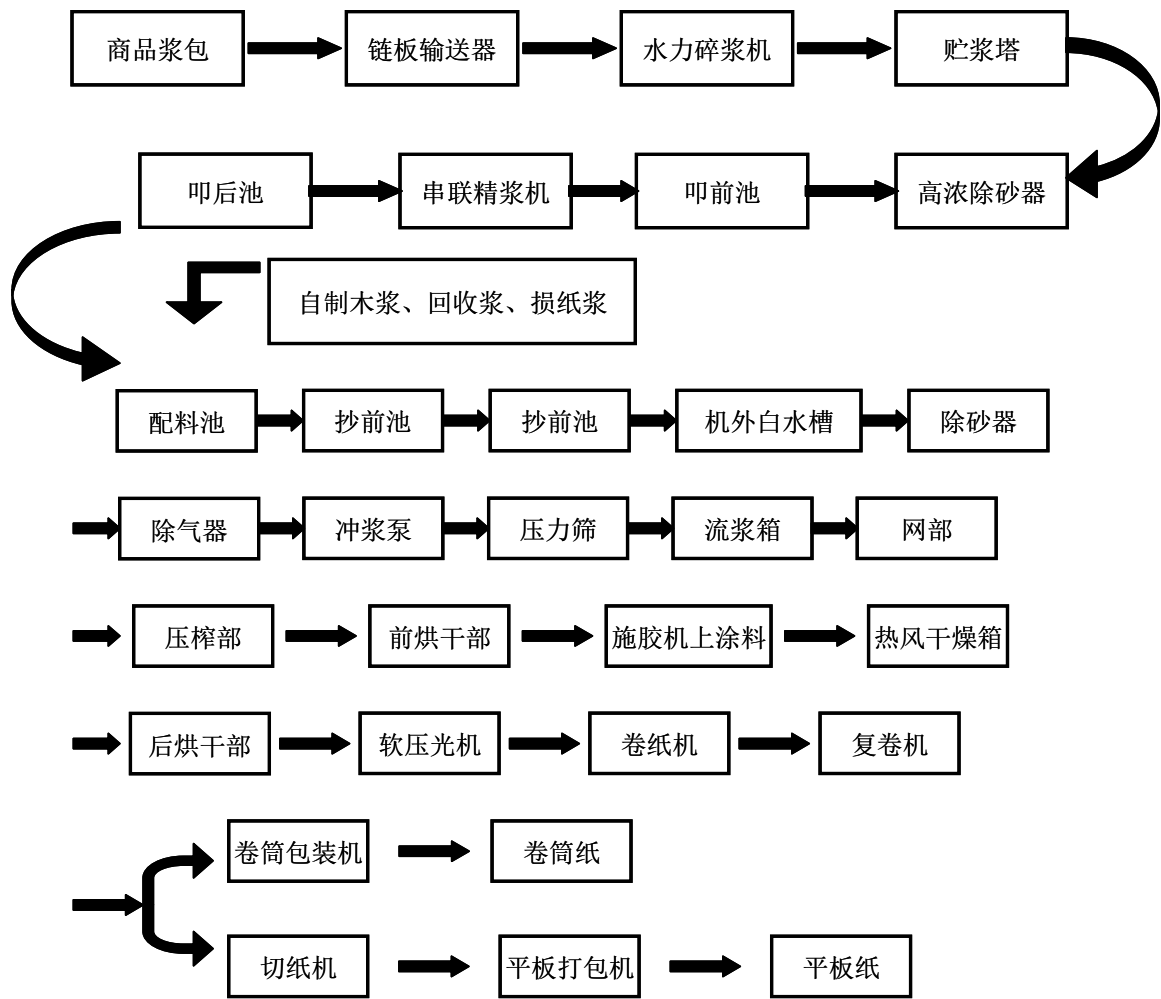 商品浆包
链板输送器
水力碎浆机
贮浆塔
叩后池
串联精浆机
叩前池
高浓除砂器
自制木浆、回收浆、损纸浆
配料池
抄前池
抄前池
机外白水槽
除砂器
除气器
冲浆泵
压力筛
流浆箱
网部
压榨部
前烘干部
施胶机上涂料
热风干燥箱
后烘干部
软压光机
卷纸机
复卷机
卷筒包装机
卷筒纸
切纸机
平板打包机
平板纸